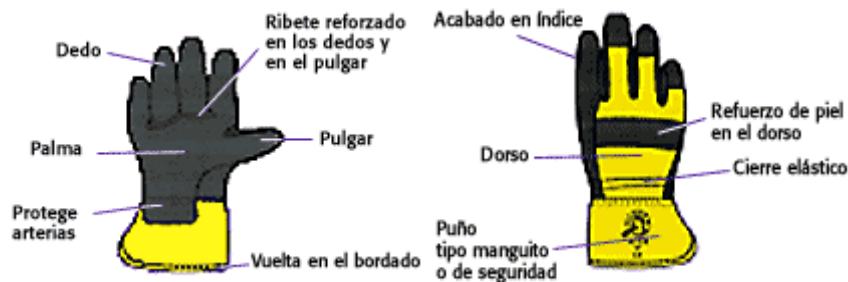 Dedo
Ribete reforzado
en los dedos y
en el pulgar
Palma
Pulgar
Protege
arterias
Vuelta en el bordado
Acabado en Índice
Refuerzo de piel
en el dorso
Dorso
Cierre elástico
Puño
tipo manguito
o de seguridad